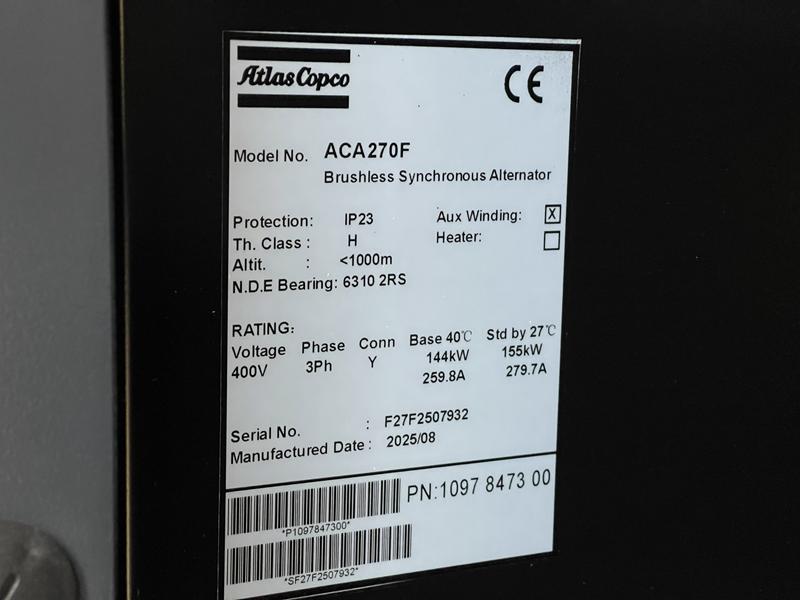 Atlas Copco
CE
Model No. ACA270F
Brushless Synchronous Alternator
Protection: IP23 Aux Winding: X
Th. Class : H Heater:
Altit. : <1000m
N.D.E Bearing: 6310 2RS
RATING:
Voltage Phase Conn Base 40℃ Std by 27℃
400V 3Ph Y 144kW 155kW
259.8A 279.7A
Serial No. : F27F2507932
Manufactured Date : 2025/08
PN:1097 8473 00
*P1097847300*
*SF27F2507932*